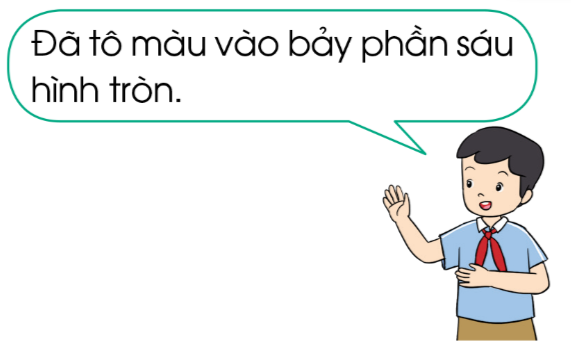 Đã tô màu vào bảy phần sáu
hình tròn.